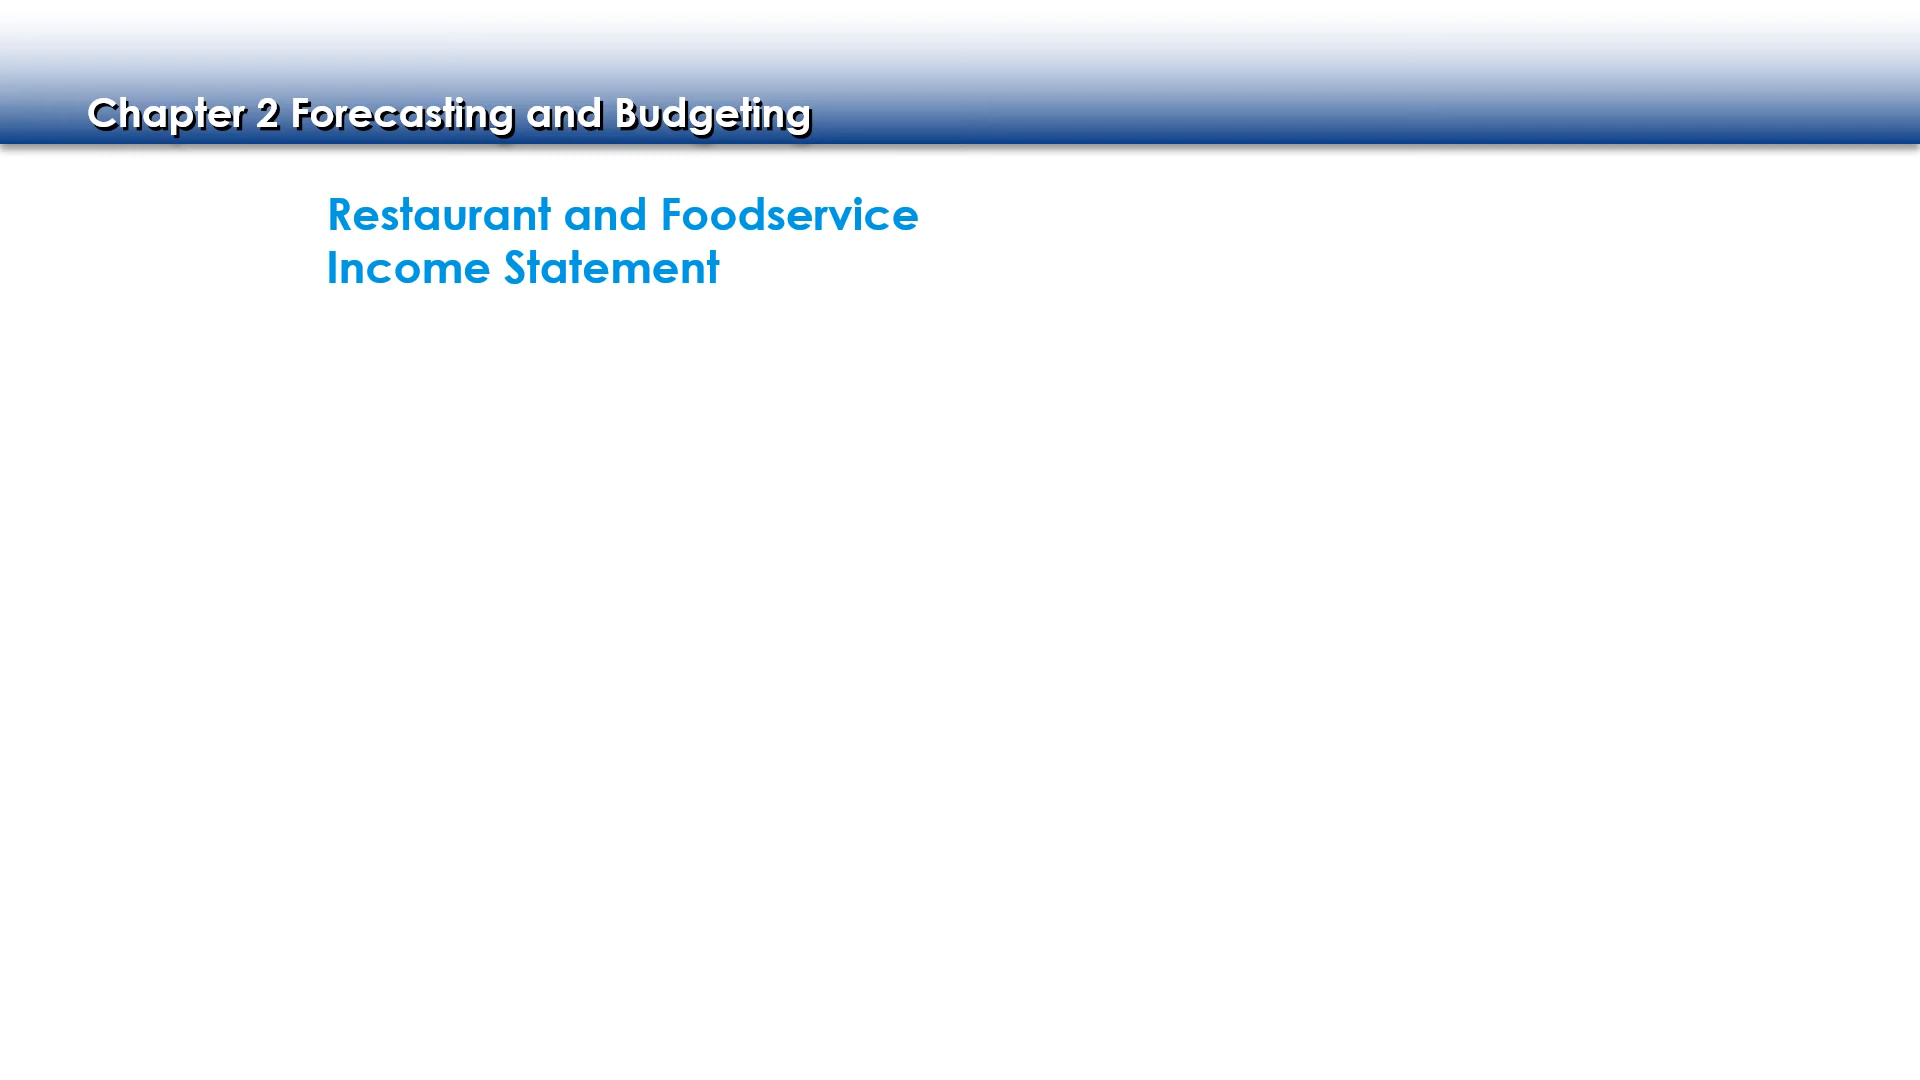 Chapter 2 Forecasting and Budgeting
Restaurant and Foodservice
Income Statement